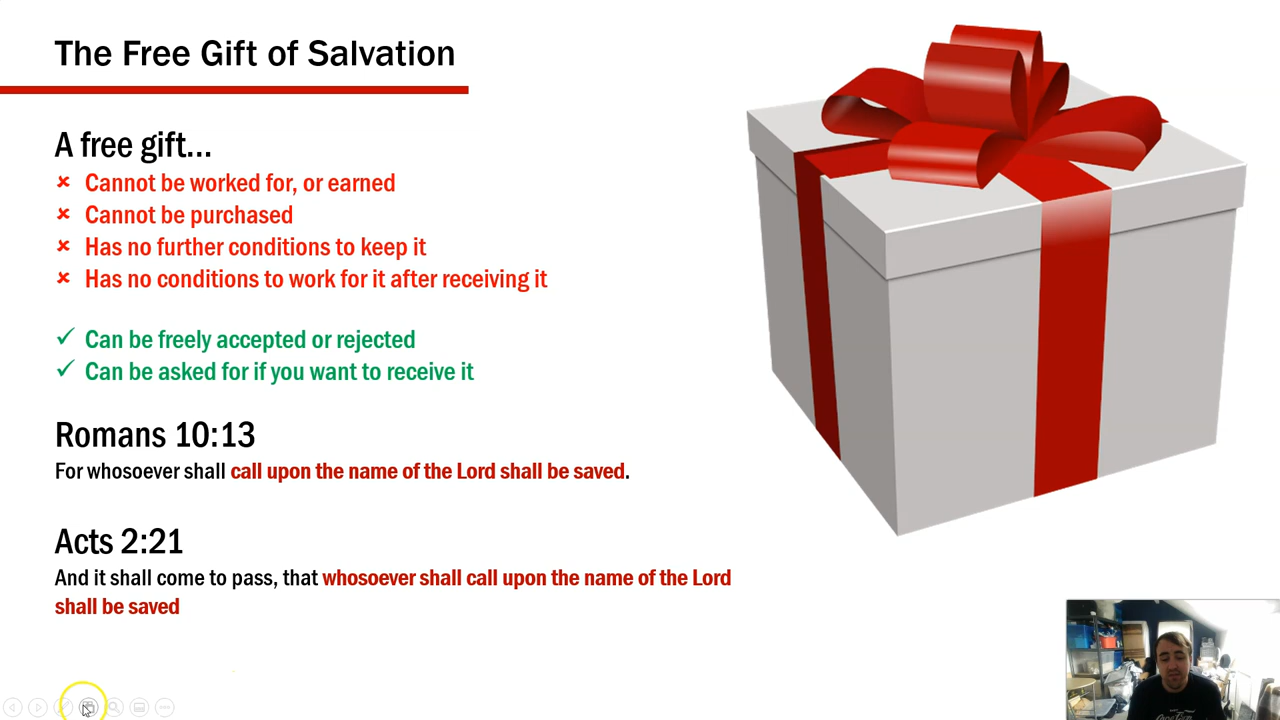 The Free Gift of Salvation
A free gift...
× Cannot be worked for, or earned
× Cannot be purchased
× Has no further conditions to keep it
× Has no conditions to work for it after receiving it
✓ Can be freely accepted or rejected
✓ Can be asked for if you want to receive it
Romans 10:13
For whosoever shall call upon the name of the Lord shall be saved.
Acts 2:21
And it shall come to pass, that whosoever shall call upon the name of the Lord
shall be saved